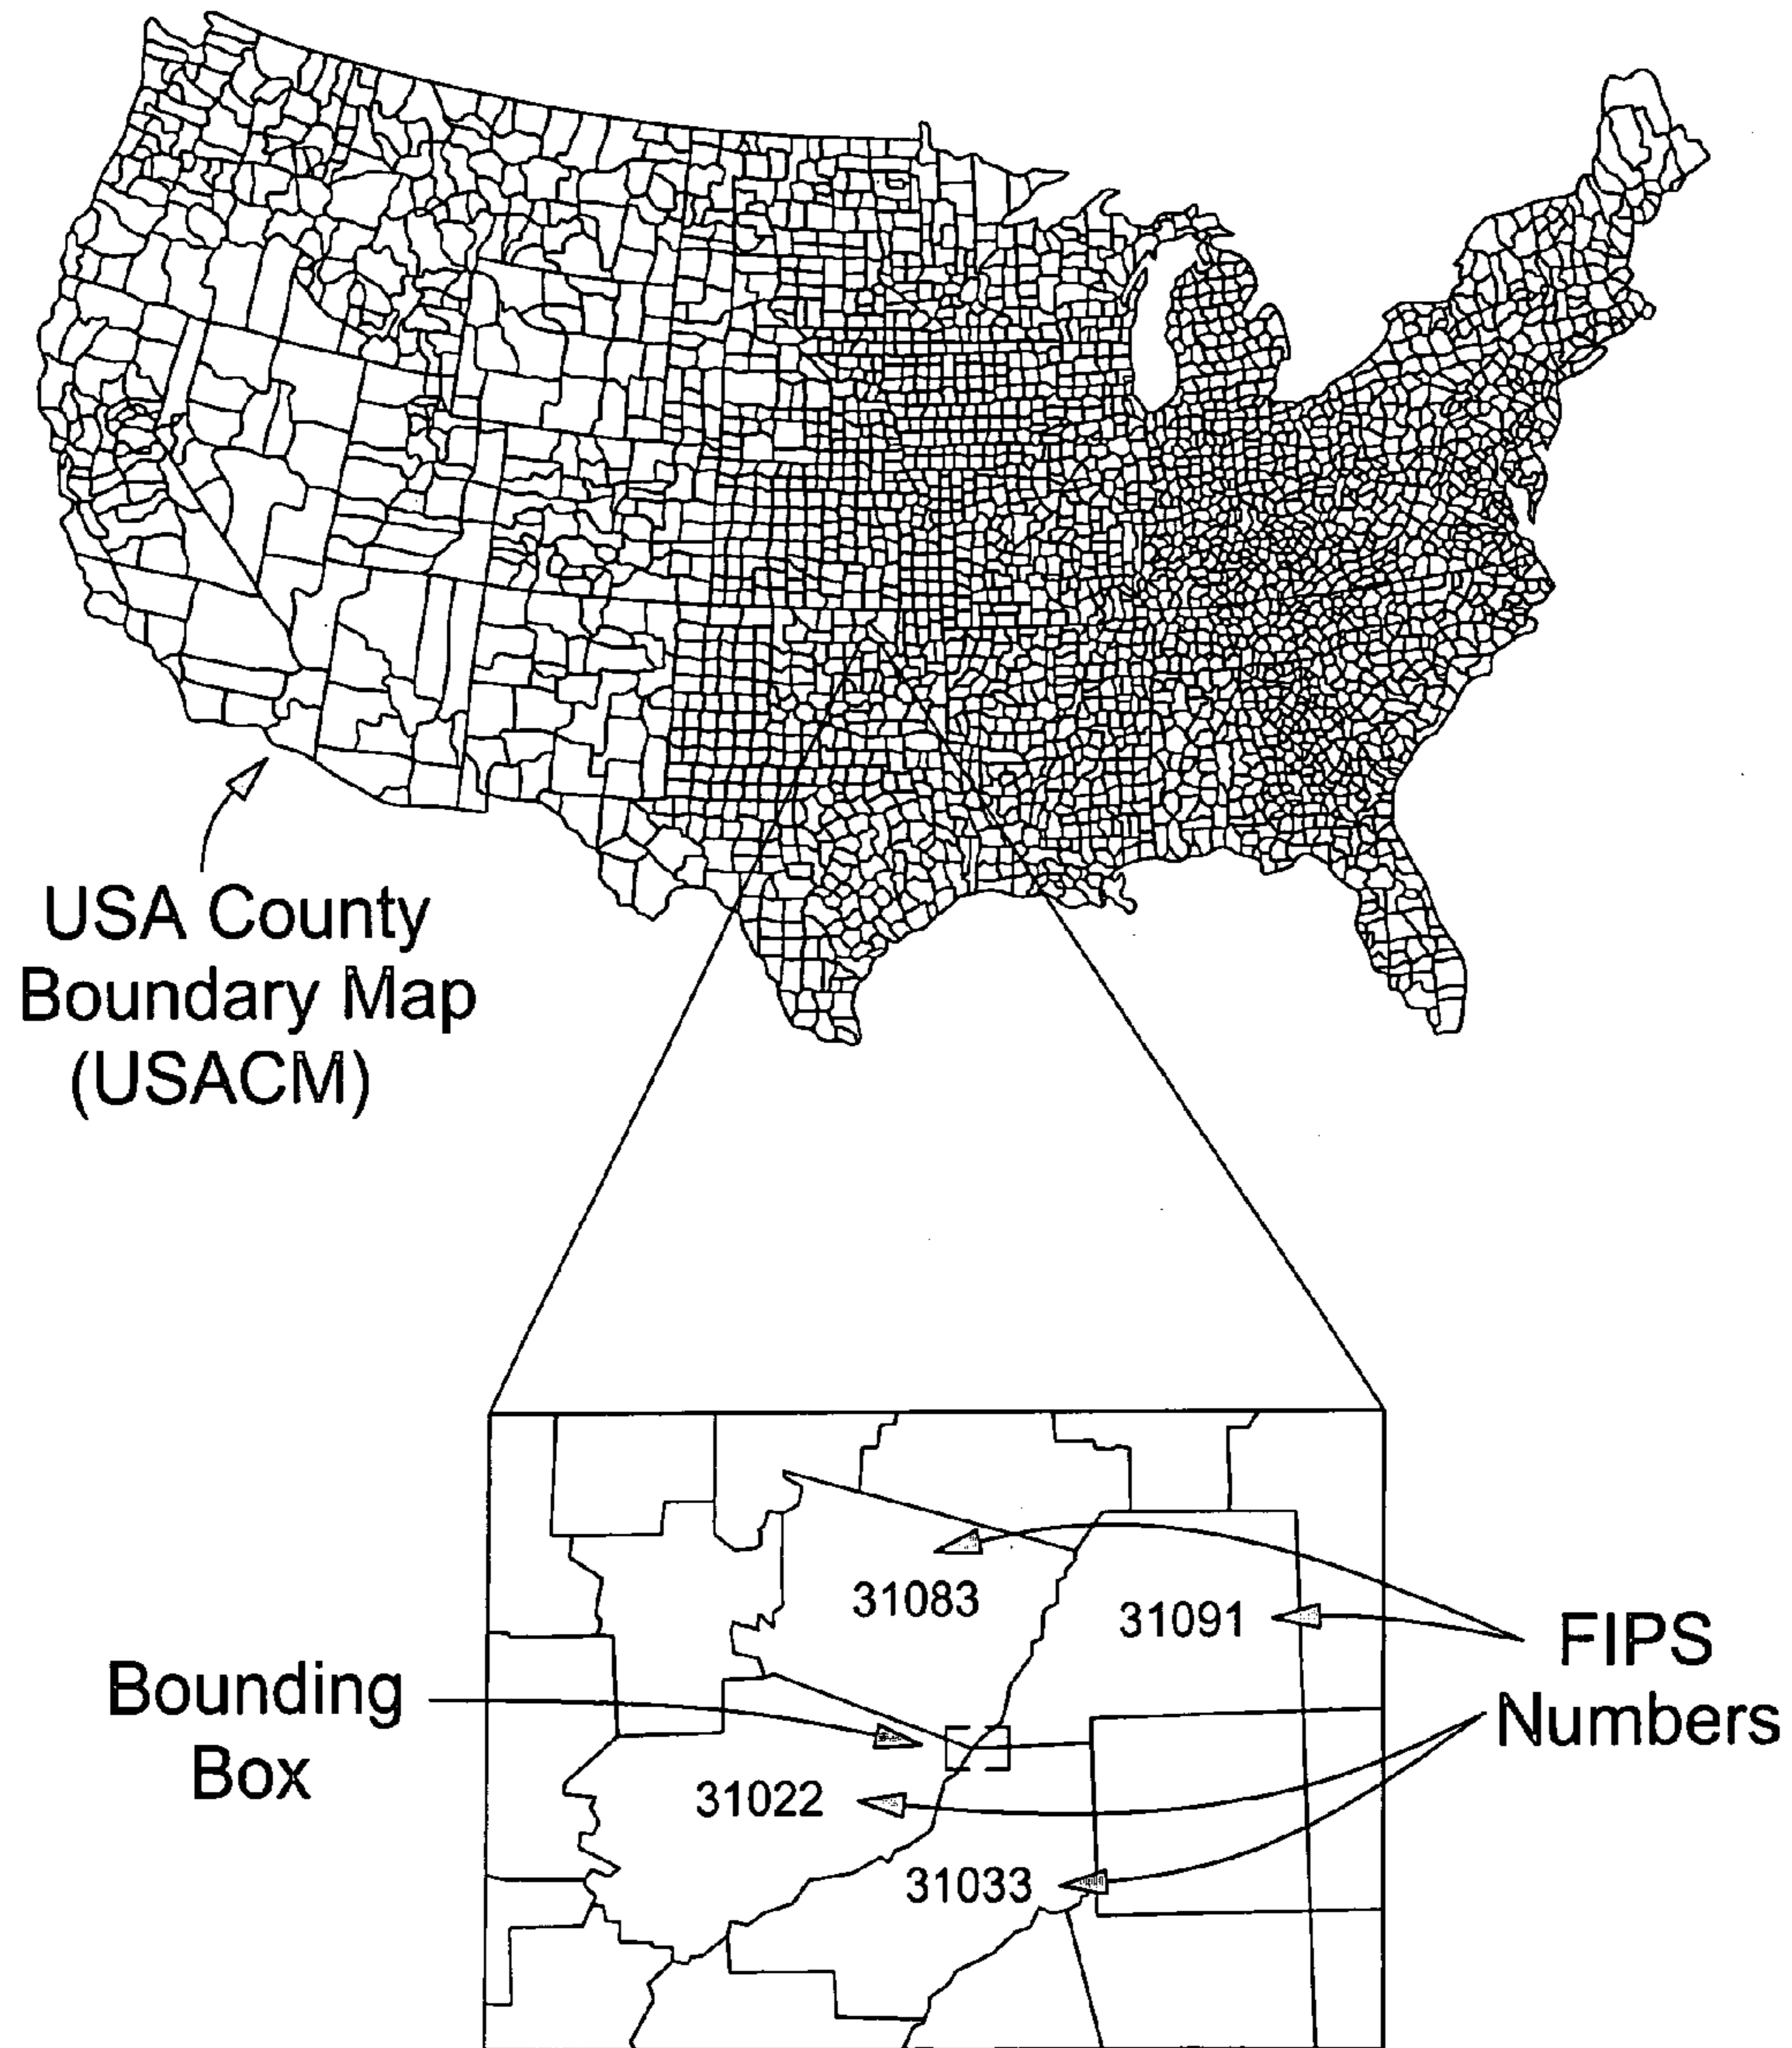 USA County
Boundary Map
(USACM)
31083
31091
FIPS
Numbers
Bounding
Box
31022
31033